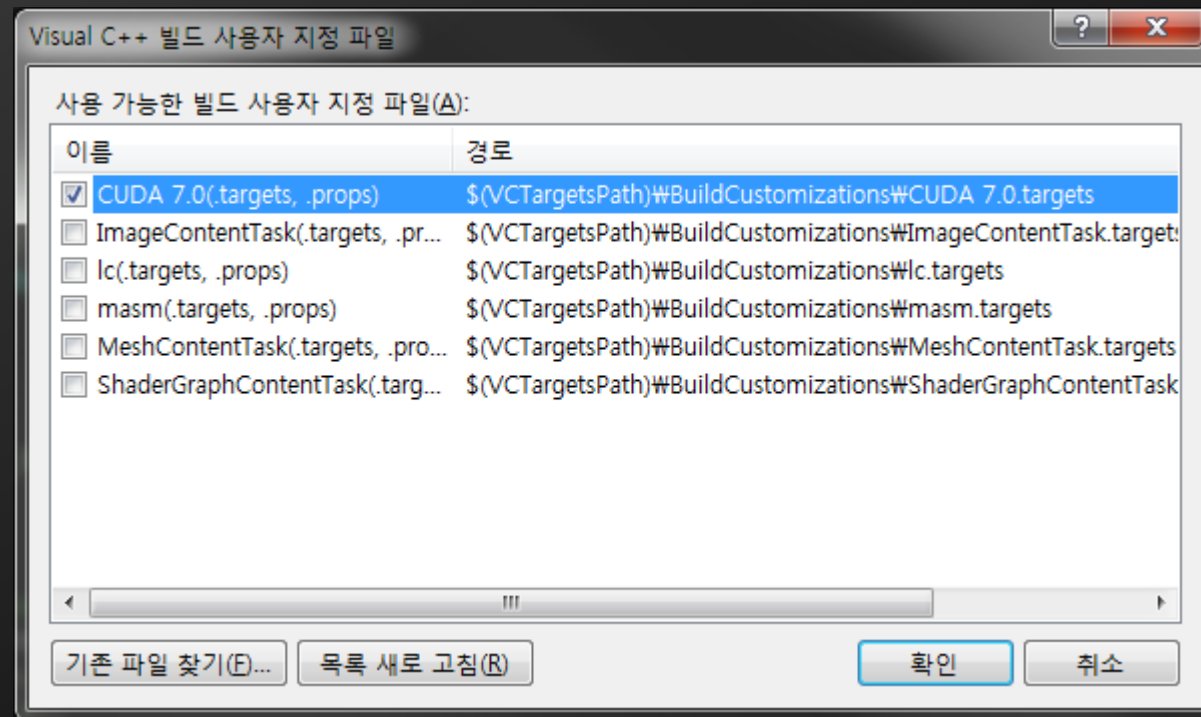 Visual C++ 빌드 사용자 지정 파일
사용 가능한 빌드 사용자 지정 파일(A):
이름 경로
CUDA 7.0(.targets, .props) $(VCTargetsPath)₩BuildCustomizations₩CUDA 7.0.targets
ImageContentTask(.targets, .pr... $(VCTargetsPath)₩BuildCustomizations₩ImageContentTask.targets
lc(.targets, .props) $(VCTargetsPath)₩BuildCustomizations₩lc.targets
masm(.targets, .props) $(VCTargetsPath)₩BuildCustomizations₩masm.targets
MeshContentTask(.targets, .pro... $(VCTargetsPath)₩BuildCustomizations₩MeshContentTask.targets
ShaderGraphContentTask(.targ... $(VCTargetsPath)₩BuildCustomizations₩ShaderGraphContentTask
기존 파일 찾기(F)... 목록 새로 고침(R) 확인 취소